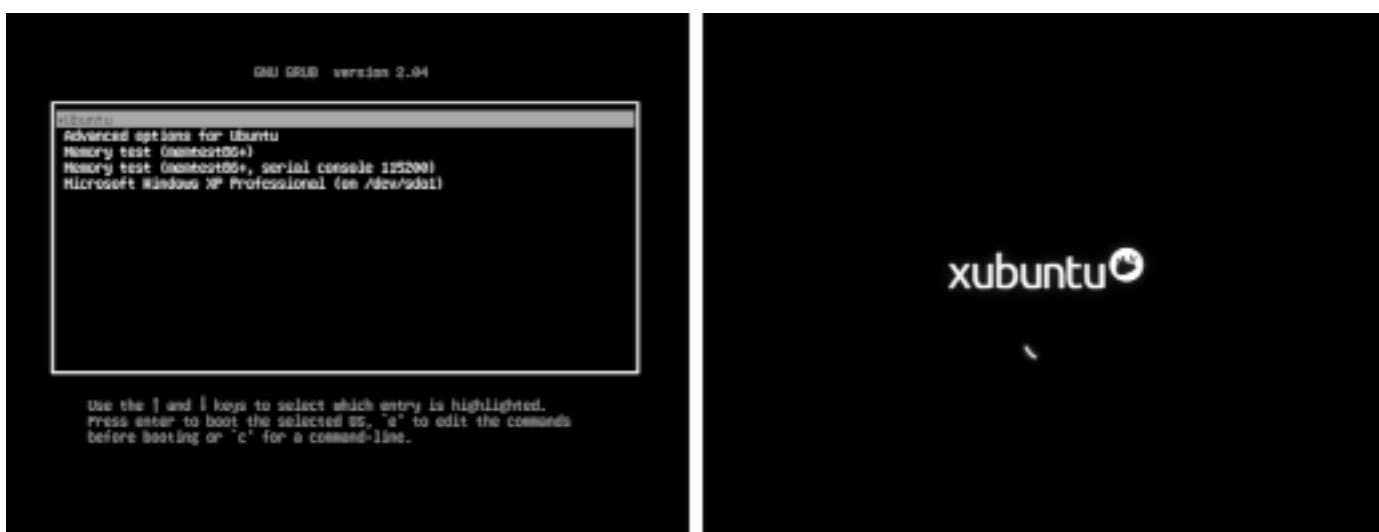 GNU GRUB version 2.04
*Ubuntu
Advanced options for Ubuntu
Memory test (memtest86+)
Memory test (memtest86+, serial console 115200)
Microsoft Windows XP Professional (on /dev/sda1)
Use the ↑ and ↓ keys to select which entry is highlighted.
Press enter to boot the selected OS, `e' to edit the commands
before booting or `c' for a command-line.
xubuntu